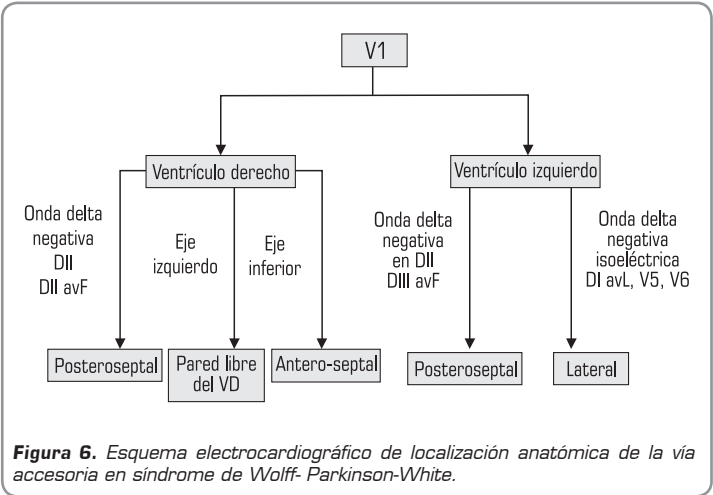 V1
Ventrículo derecho
Ventrículo izquierdo
Onda delta
negativa
DII
DII avF
Eje
izquierdo
Eje
inferior
Onda delta
negativa
en DII
DIII avF
Onda delta
negativa
isoeléctrica
DI avL, V5, V6
Posteroseptal
Pared libre
del VD
Antero-septal
Posteroseptal
Lateral
Figura 6. Esquema electrocardiográfico de localización anatómica de la vía
accesoria en síndrome de Wolff- Parkinson-White.